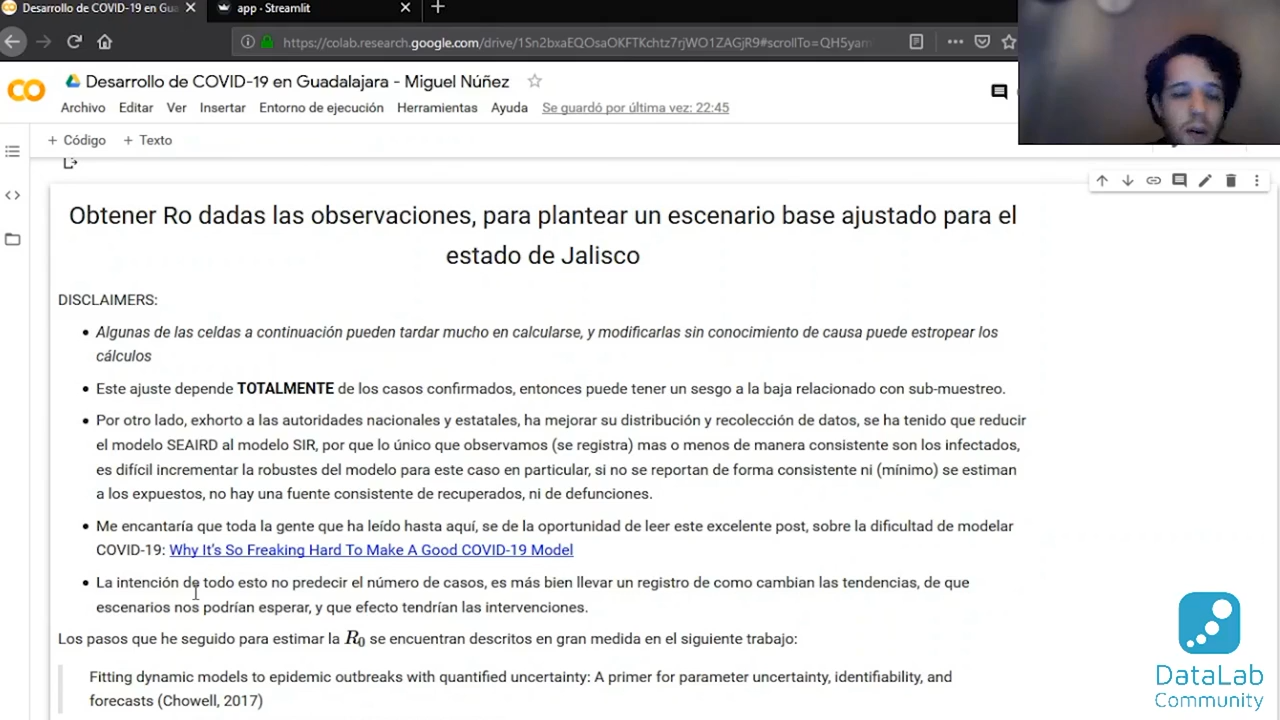 Desarrollo de COVID-19 en Gua
app - Streamlit
https://colab.research.google.com/drive/1Sn2bxaEQOsaOKFTKchtz7rjWO1ZAGjR9#scrollTo=QH5yam
Desarrollo de COVID-19 en Guadalajara - Miguel Núñez
Archivo Editar Ver Insertar Entorno de ejecución Herramientas Ayuda Se guardó por última vez: 22:45
+ Código + Texto
Obtener Ro dadas las observaciones, para plantear un escenario base ajustado para el
estado de Jalisco
DISCLAIMERS:
Algunas de las celdas a continuación pueden tardar mucho en calcularse, y modificarlas sin conocimiento de causa puede estropear los
cálculos
Este ajuste depende TOTALMENTE de los casos confirmados, entonces puede tener un sesgo a la baja relacionado con sub-muestreo.
Por otro lado, exhorto a las autoridades nacionales y estatales, ha mejorar su distribución y recolección de datos, se ha tenido que reducir
el modelo SEAIRD al modelo SIR, por que lo único que observamos (se registra) mas o menos de manera consistente son los infectados,
es difícil incrementar la robustes del modelo para este caso en particular, si no se reportan de forma consistente ni (mínimo) se estiman
a los expuestos, no hay una fuente consistente de recuperados, ni de defunciones.
Me encantaría que toda la gente que ha leído hasta aquí, se de la oportunidad de leer este excelente post, sobre la dificultad de modelar
COVID-19: Why It's So Freaking Hard To Make A Good COVID-19 Model
La intención de todo esto no predecir el número de casos, es más bien llevar un registro de como cambian las tendencias, de que
escenarios nos podrían esperar, y que efecto tendrían las intervenciones.
Los pasos que he seguido para estimar la R0 se encuentran descritos en gran medida en el siguiente trabajo:
Fitting dynamic models to epidemic outbreaks with quantified uncertainty: A primer for parameter uncertainty, identifiability, and
forecasts (Chowell, 2017)
DataLab
Community